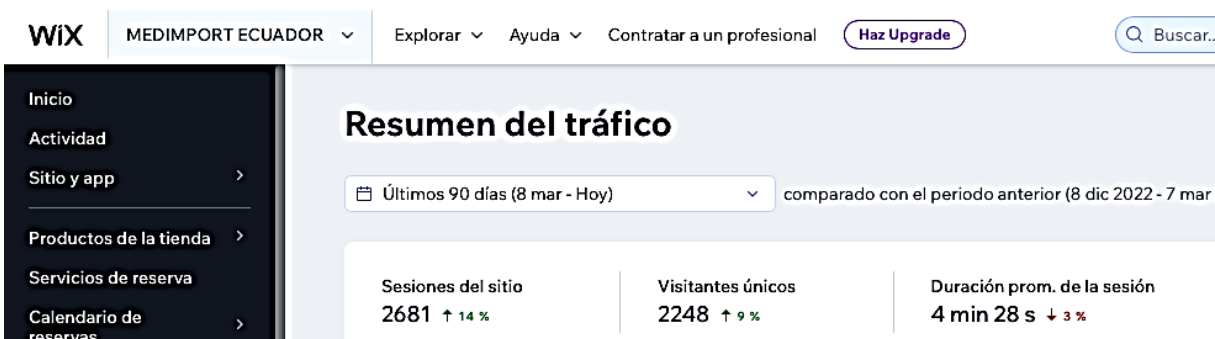 WiX MEDIMPORT ECUADOR Explorar Ayuda Contratar a un profesional Haz Upgrade Buscar..
Inicio
Actividad
Sitio y app
Productos de la tienda
Servicios de reserva
Calendario de
reservas
Resumen del tráfico
Últimos 90 días (8 mar - Hoy) comparado con el periodo anterior (8 dic 2022 - 7 mar
Sesiones del sitio
2681 ↑ 14 %
Visitantes únicos
2248 ↑ 9 %
Duración prom. de la sesión
4 min 28 s ↓ 3 %